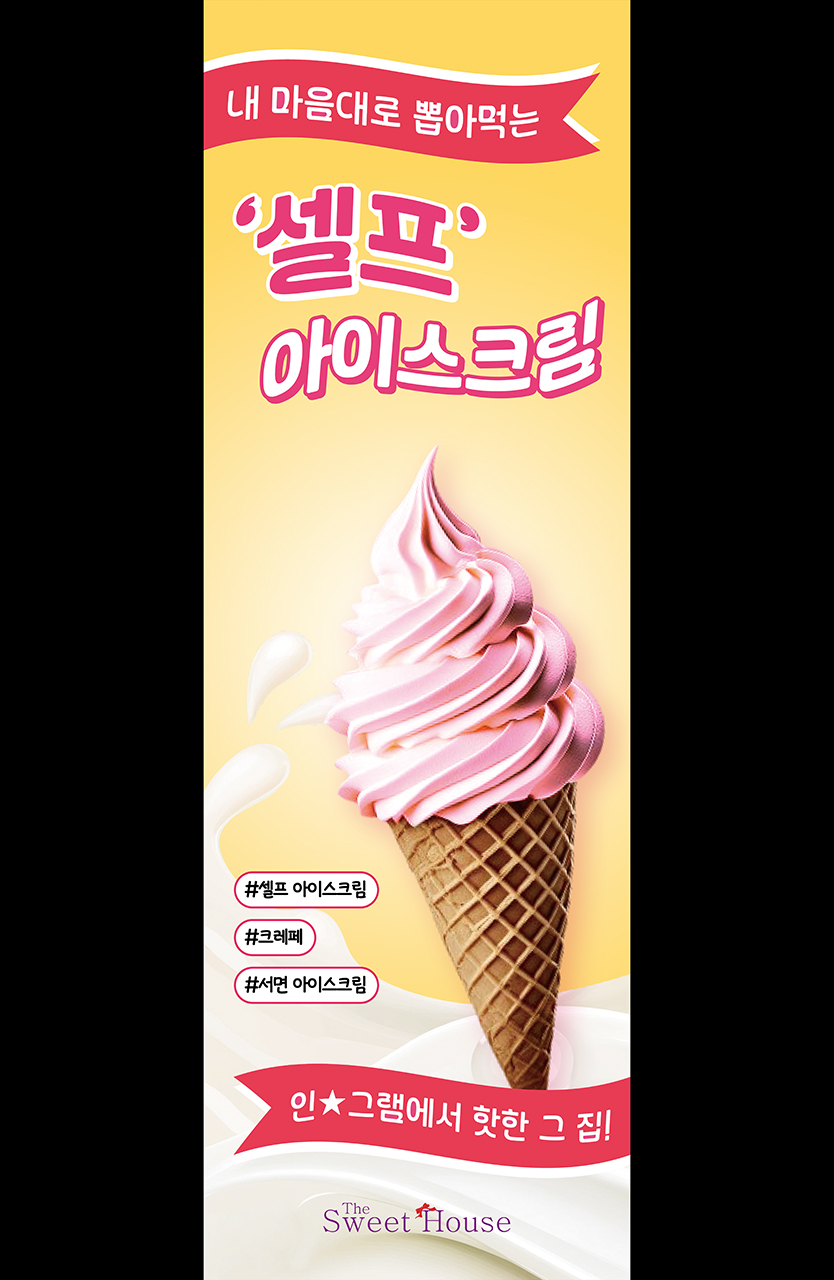 내 마음대로 뽑아먹는
‘셀프’
아이스크림
#셀프 아이스크림
#크레페
#서면 아이스크림
인★그램에서 핫한 그 집!
The
Sweet House